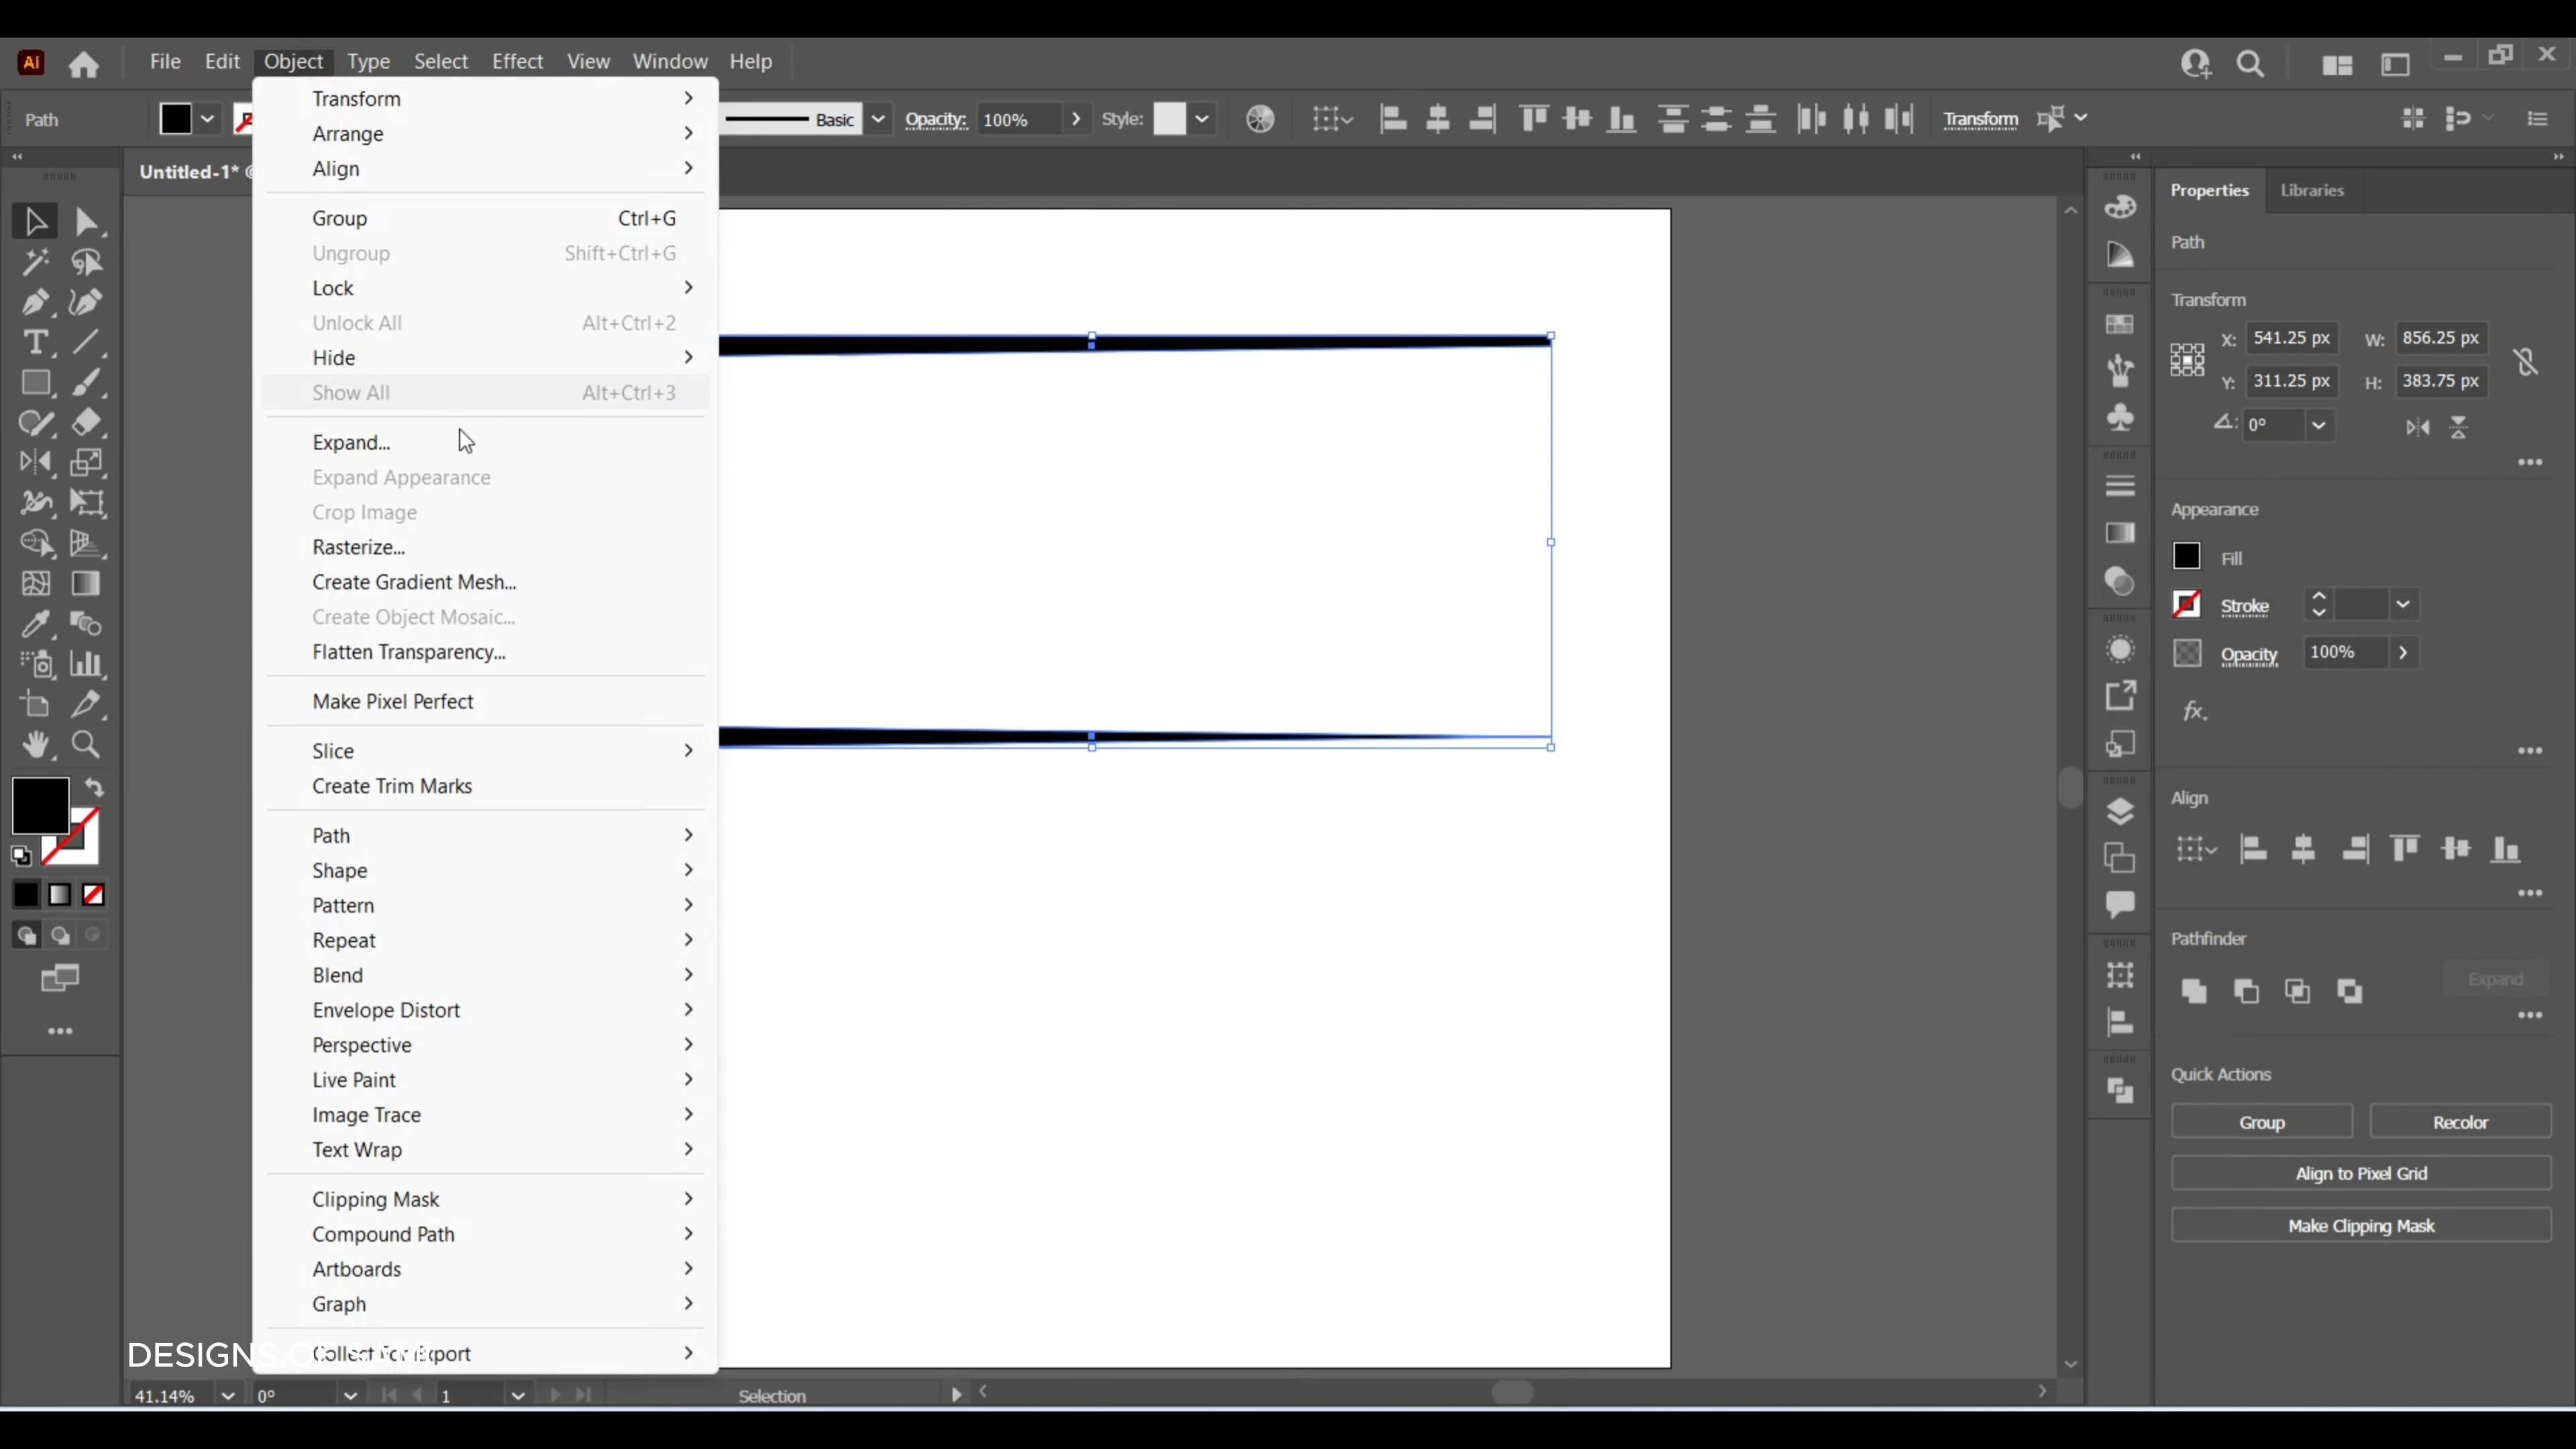 Ai File Edit Object Type Select Effect View Window Help
Path Basic Opacity: 100% Style: Transform
Untitled-1*
Transform
Arrange
Align
Group Ctrl+G
Ungroup Shift+Ctrl+G
Lock
Unlock All Alt+Ctrl+2
Hide
Show All Alt+Ctrl+3
Expand...
Expand Appearance
Crop Image
Rasterize...
Create Gradient Mesh...
Create Object Mosaic...
Flatten Transparency...
Make Pixel Perfect
Slice
Create Trim Marks
Path
Shape
Pattern
Repeat
Blend
Envelope Distort
Perspective
Live Paint
Image Trace
Text Wrap
Clipping Mask
Compound Path
Artboards
Graph
Collect For Export
41.14% 0° 1 Selection
Properties Libraries
Path
Transform
X: 541.25 px W: 856.25 px
Y: 311.25 px H: 383.75 px
0°
Appearance
Fill
Stroke
Opacity 100%
fx.
Align
Pathfinder
Expand
Quick Actions
Group Recolor
Align to Pixel Grid
Make Clipping Mask